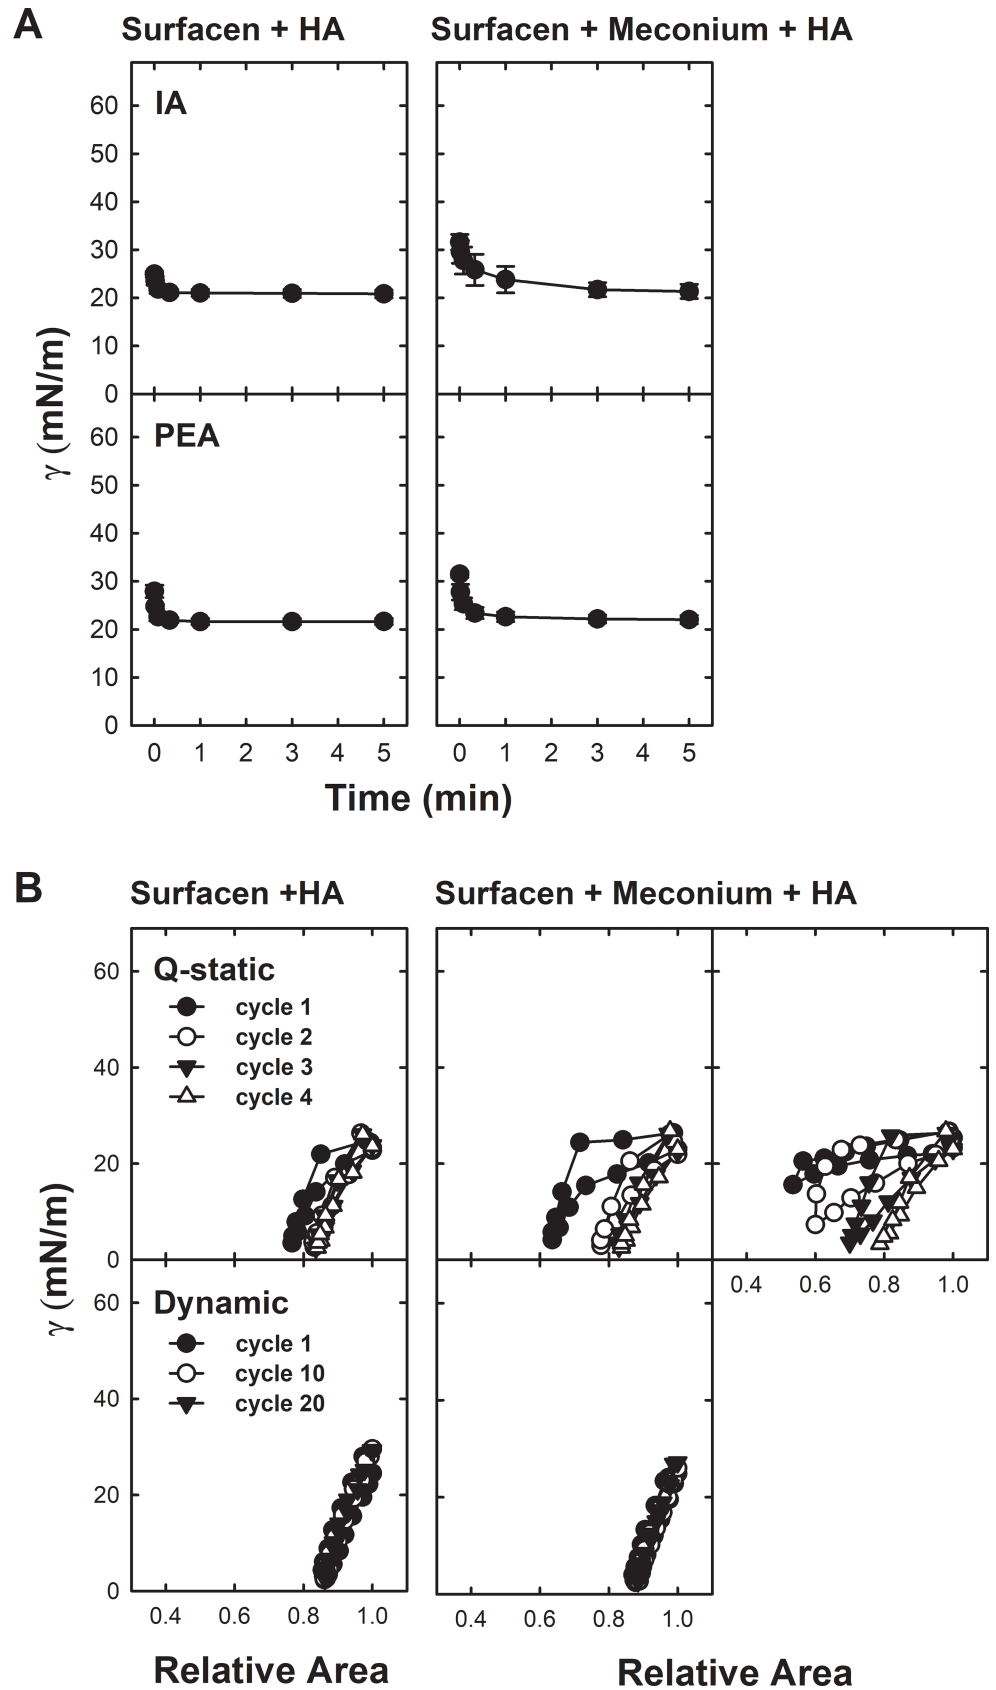 A
Surfacen + HA
Surfacen + Meconium + HA
IA
60
50
40
30
20
10
0
PEA
60
50
40
30
20
10
0
γ (mN/m)
0 1 2 3 4 5
0 1 2 3 4 5
Time (min)
B
Surfacen +HA
Surfacen + Meconium + HA
Q-static
cycle 1
cycle 2
cycle 3
cycle 4
60
40
20
0
0.4 0.6 0.8 1.0
Dynamic
cycle 1
cycle 10
cycle 20
60
40
20
0
γ (mN/m)
0.4 0.6 0.8 1.0
0.4 0.6 0.8 1.0
Relative Area
Relative Area